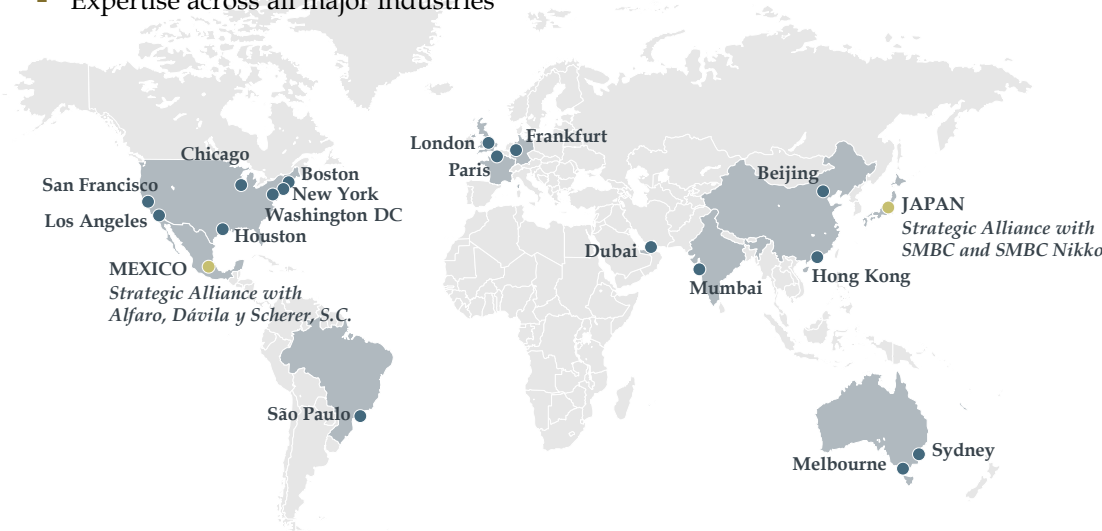 – Expertise across all major industries
London
Frankfurt
Paris
Chicago
Boston
San Francisco
New York
Los Angeles
Washington DC
Houston
Beijing
JAPAN
Strategic Alliance with
SMBC and SMBC Nikko
Dubai
Mumbai
Hong Kong
MEXICO
Strategic Alliance with
Alfaro, Dávila y Scherer, S.C.
São Paulo
Melbourne
Sydney